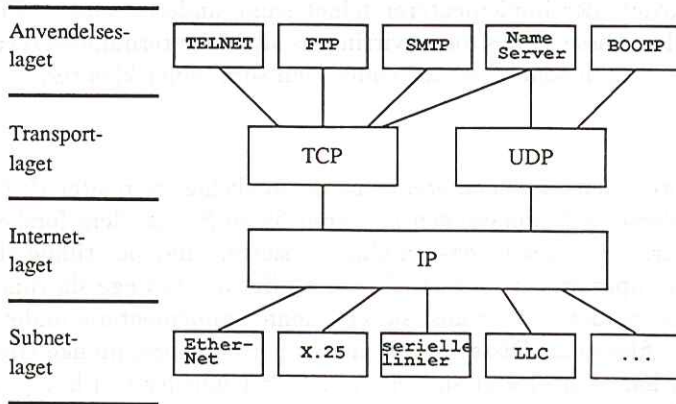 Anvendelses-
laget
TELNET
FTP
SMTP
Name
Server
BOOTP
Transport-
laget
TCP
UDP
Internet-
laget
IP
Subnet-
laget
Ether-
Net
X.25
serielle
linier
LLC
...